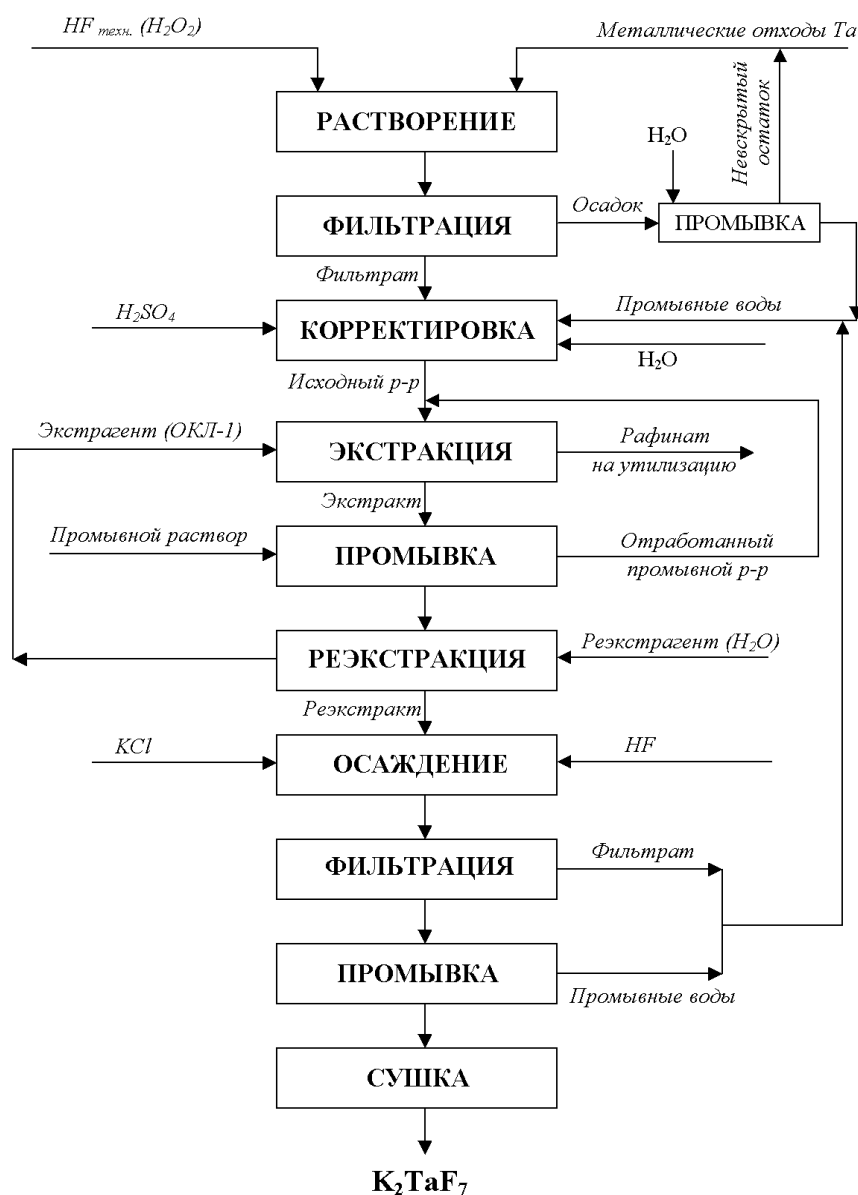 HF техн. (H₂O₂)
Металлические отходы Ta
РАСТВОРЕНИЕ
H₂O
Невскрытый
остаток
ФИЛЬТРАЦИЯ
Осадок
ПРОМЫВКА
Фильтрат
H₂SO₄
КОРРЕКТИРОВКА
Промывные воды
H₂O
Исходный р-р
Экстрагент (ОКЛ-1)
ЭКСТРАКЦИЯ
Рафинат
на утилизацию
Экстракт
Промывной раствор
ПРОМЫВКА
Отработанный
промывной р-р
РЕЭКСТРАКЦИЯ
Реэкстрагент (H₂O)
Реэкстракт
KCl
ОСАЖДЕНИЕ
HF
ФИЛЬТРАЦИЯ
Фильтрат
ПРОМЫВКА
Промывные воды
СУШКА
K₂TaF₇